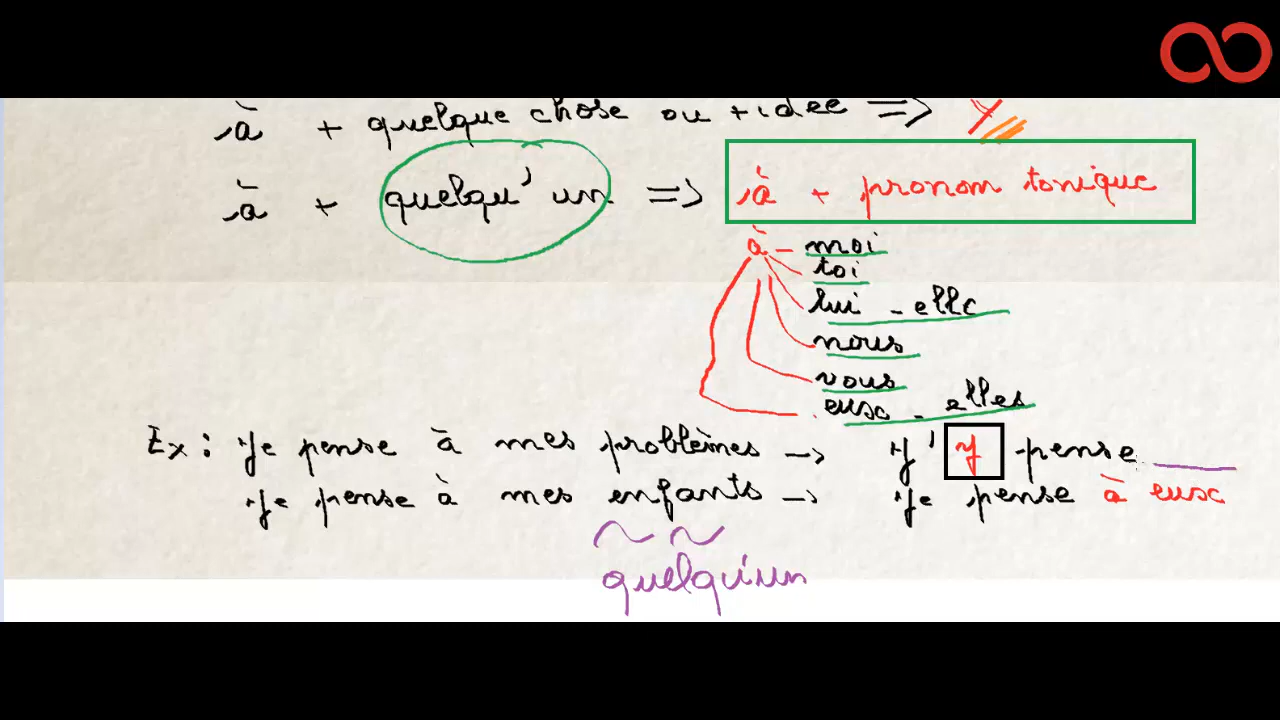 à + quelque chose ou + idée => Y
à + quelqu'un => à + pronom tonique
à - moi
toi
lui - elle
nous
vous
eux - elles
Ex : Je pense à mes problèmes -> J'y pense
Je pense à mes enfants -> Je pense à eux
quelqu'un